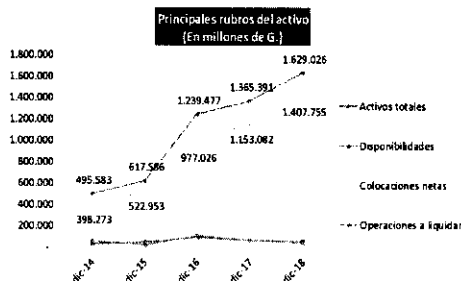 Principales rubros del activo
(En millones de G.)
1.800.000
1.600.000
1.400.000
1.200.000
1.000.000
800.000
600.000
400.000
200.000
-
495.583
617.586
1.239.477
1.365.391
1.629.026
398.273
522.953
977.026
1.153.082
1.407.755
dic-14
dic-15
dic-16
dic-17
dic-18
Activos totales
Disponibilidades
Colocaciones netas
Operaciones a liquidar